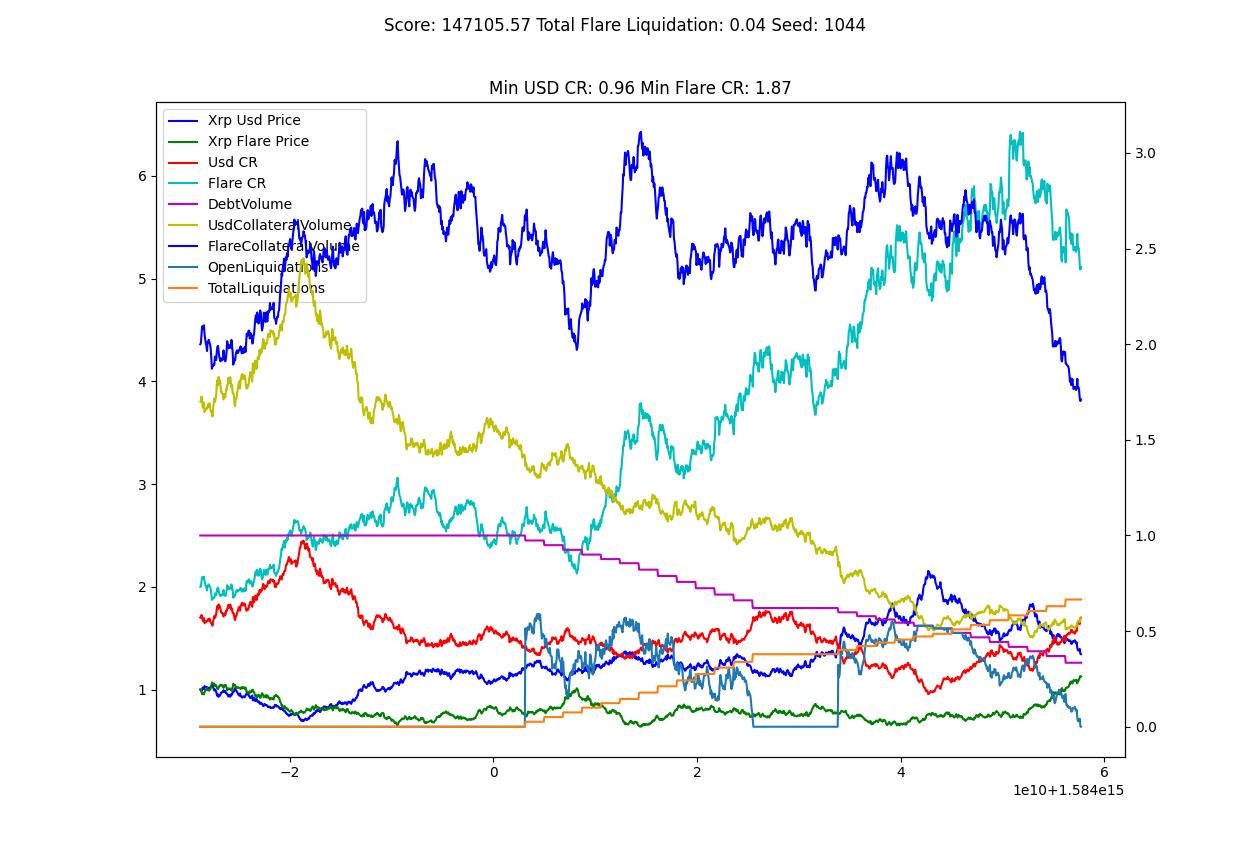 Score: 147105.57 Total Flare Liquidation: 0.04 Seed: 1044
Min USD CR: 0.96 Min Flare CR: 1.87
Xrp Usd Price
Xrp Flare Price
Usd CR
Flare CR
DebtVolume
UsdCollateralVolume
FlareCollateralVolume
OpenLiquidations
TotalLiquidations
6
5
4
3
2
1
3.0
2.5
2.0
1.5
1.0
0.5
0.0
−2
0
2
4
6
1e10+1.584e15